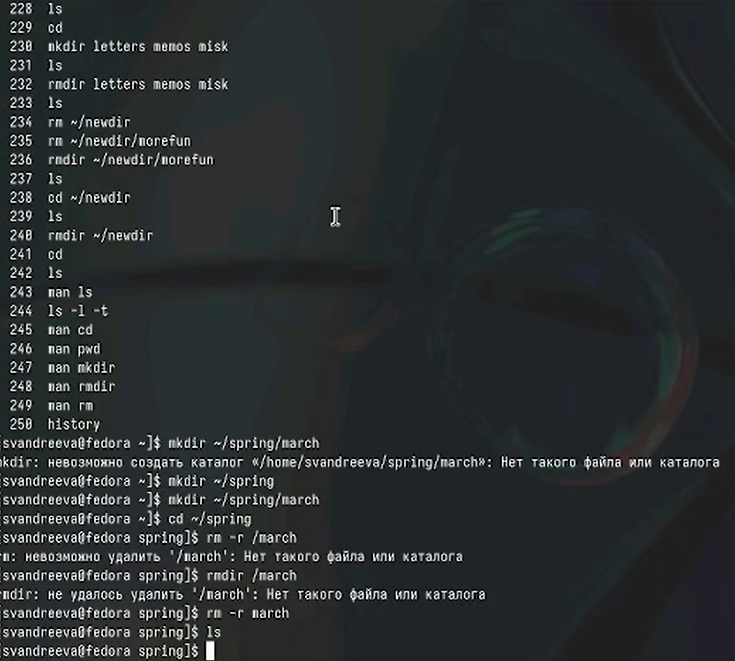 228 ls
229 cd
230 mkdir letters memos misk
231 ls
232 rmdir letters memos misk
233 ls
234 rm ~/newdir
235 rm ~/newdir/morefun
236 rmdir ~/newdir/morefun
237 ls
238 cd ~/newdir
239 ls
240 rmdir ~/newdir
241 cd
242 ls
243 man ls
244 ls -l -t
245 man cd
246 man pwd
247 man mkdir
248 man rmdir
249 man rm
250 history
[svandreeva@fedora ~]$ mkdir ~/spring/march
mkdir: невозможно создать каталог «/home/svandreeva/spring/march»: Нет такого файла или каталога
[svandreeva@fedora ~]$ mkdir ~/spring
[svandreeva@fedora ~]$ mkdir ~/spring/march
[svandreeva@fedora ~]$ cd ~/spring
[svandreeva@fedora spring]$ rm -r /march
rm: невозможно удалить '/march': Нет такого файла или каталога
[svandreeva@fedora spring]$ rmdir /march
rmdir: не удалось удалить '/march': Нет такого файла или каталога
[svandreeva@fedora spring]$ rm -r march
[svandreeva@fedora spring]$ ls
[svandreeva@fedora spring]$